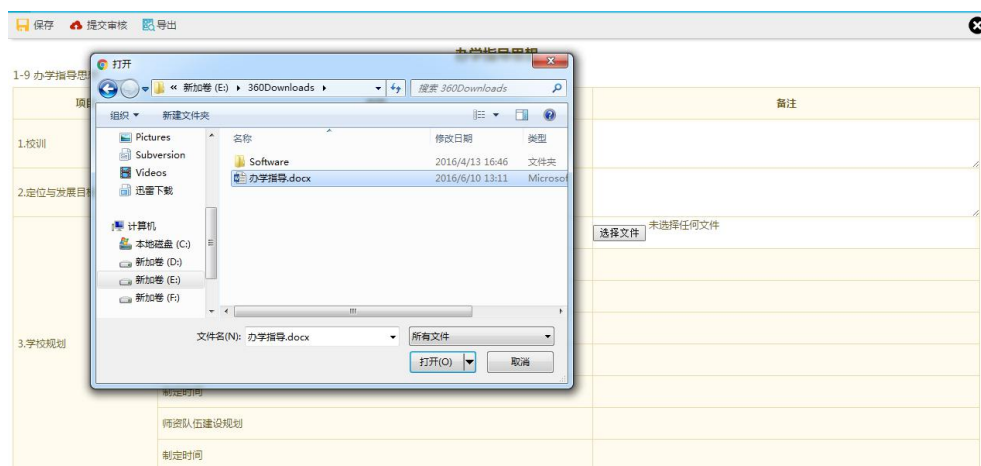 保存 提交审核 导出
办学指导思想
1-9 办学指导思
项目
备注
1.校训
2.定位与发展目标
选择文件 未选择任何文件
3.学校规划
制定时间
师资队伍建设规划
制定时间
打开
« 新加卷 (E:) ▸ 360Downloads ▸
搜索 360Downloads
组织 ▼ 新建文件夹
Pictures
Subversion
Videos
迅雷下载
计算机
本地磁盘 (C:)
新加卷 (D:)
新加卷 (E:)
新加卷 (F:)
名称 修改日期 类型
Software 2016/4/13 16:46 文件夹
办学指导.docx 2016/6/10 13:11 Microsof
文件名(N): 办学指导.docx 所有文件
打开(O) 取消